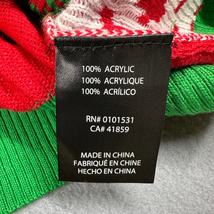 100% ACRYLIC
100% ACRYLIQUE
100% ACRÍLICO
RN# 0101531
CA# 41859
MADE IN CHINA
FABRIQUÉ EN CHINE
HECHO EN CHINA